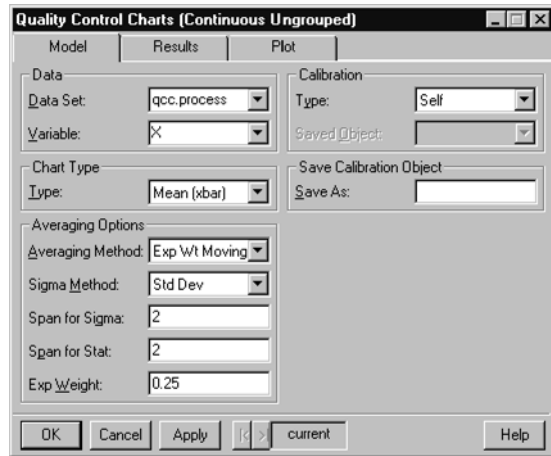 Quality Control Charts (Continuous Ungrouped)
Model Results Plot
Data
Data Set: qcc.process
Variable: X
Chart Type
Type: Mean (xbar)
Averaging Options
Averaging Method: Exp Wt Moving
Sigma Method: Std Dev
Span for Sigma: 2
Span for Stat: 2
Exp Weight: 0.25
Calibration
Type: Self
Saved Object:
Save Calibration Object
Save As:
OK Cancel Apply current Help